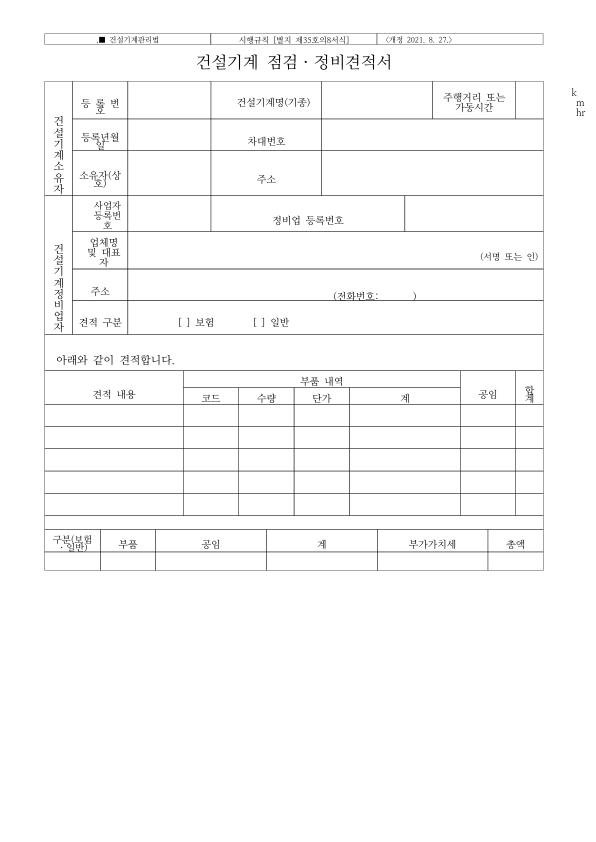 .■ 건설기계관리법 시행규칙 [별지 제35호의8서식] 〈개정 2021. 8. 27.〉
건설기계 점검 · 정비견적서
건설기계소유자
등 록 번
호
건설기계명(기종)
주행거리 또는
가동시간
k
m
hr
등록년월
일
차대번호
소유자(상
호)
주소
건설기계정비업자
사업자
등록번
호
정비업 등록번호
업체명
및 대표
자
(서명 또는 인)
주소
(전화번호: )
견적 구분
[ ] 보험 [ ] 일반
아래와 같이 견적합니다.
견적 내용
부품 내역
공임
합
계
코드 수량 단가 계
구분(보험
· 일반)
부품 공임 계 부가가치세 총액